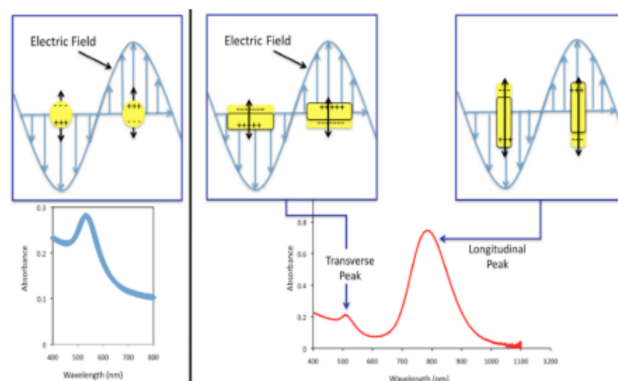 Electric Field
Electric Field
0.3
0.2
0.1
Absorbance
400 500 600 700 800
Wavelength (nm)
0.8
0.6
0.4
0.2
0
Absorbance
Transverse
Peak
Longitudinal
Peak
400 500 600 700 800 900 1000 1100 1200
Wavelength (nm)